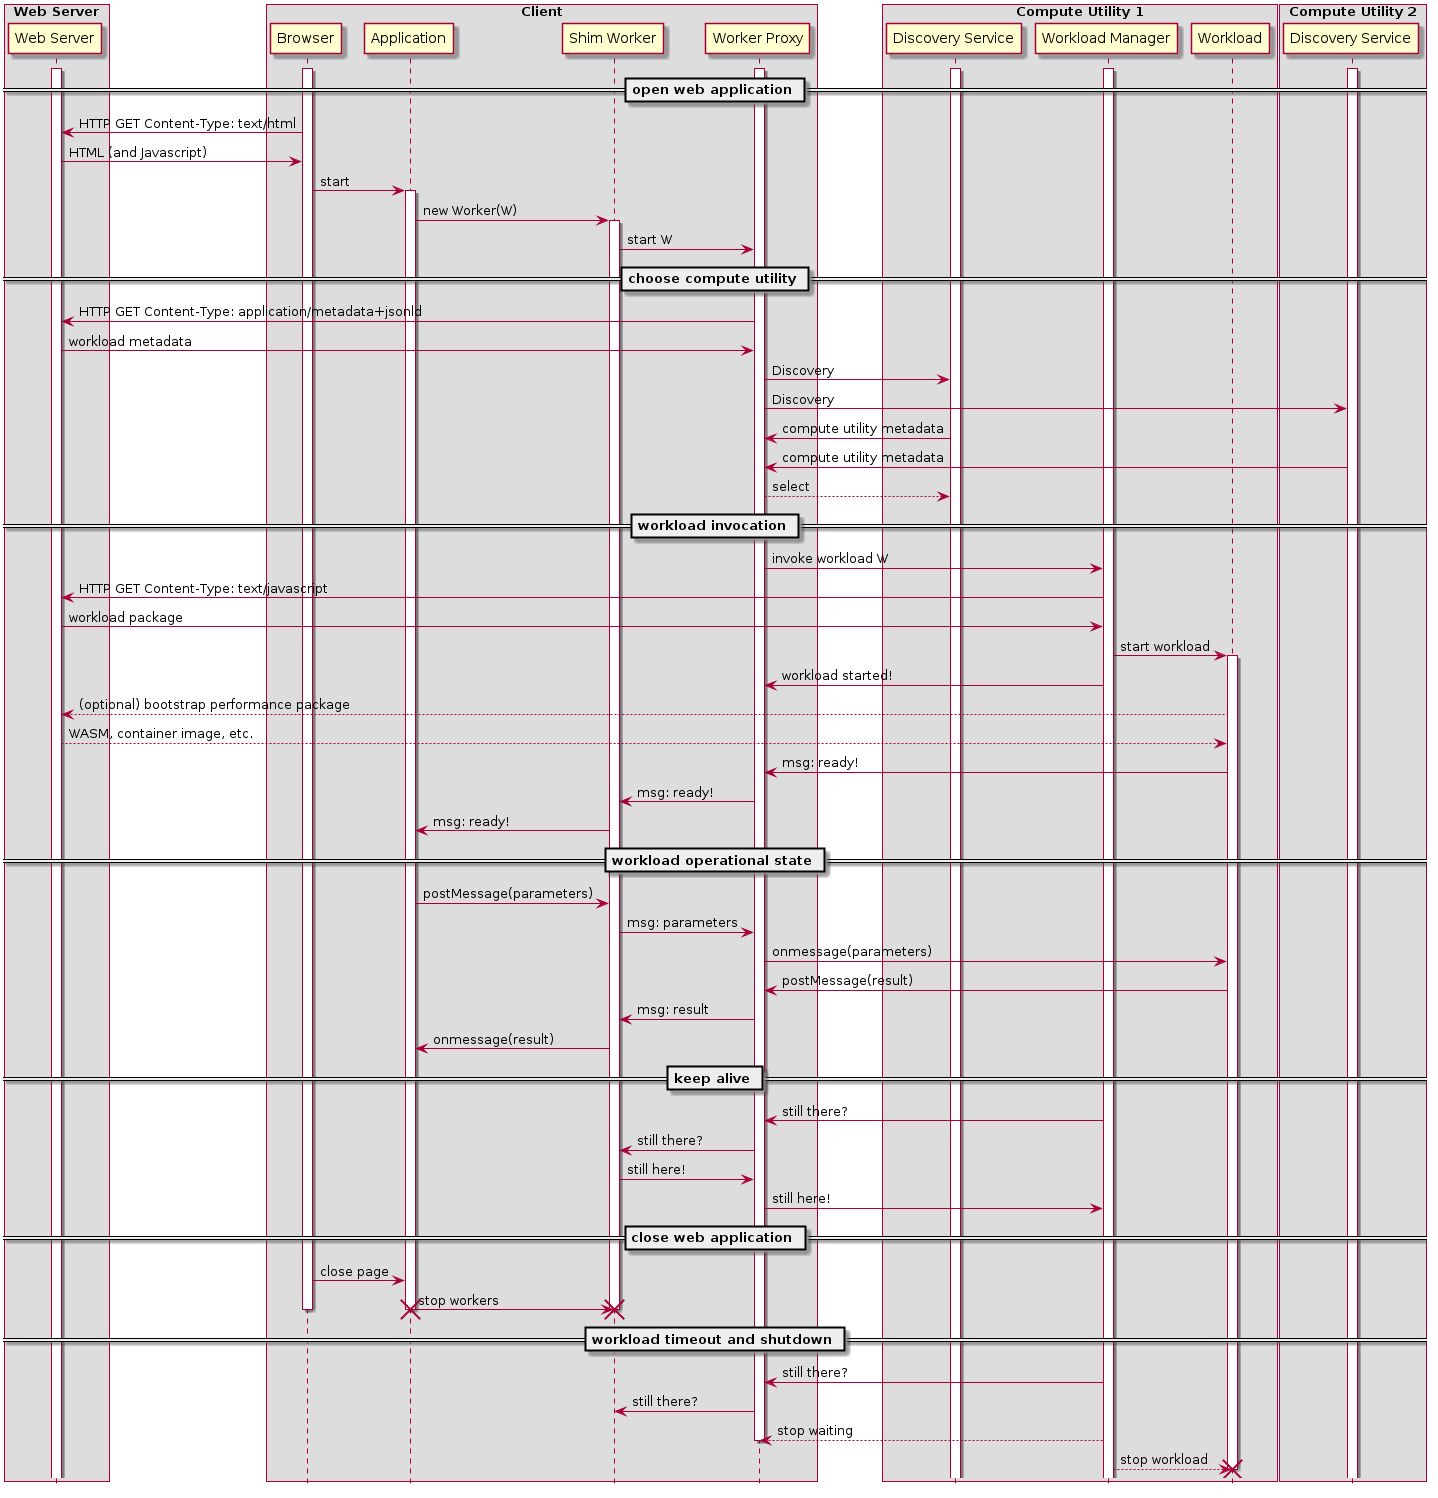 Web Server
Client
Compute Utility 1
Compute Utility 2
Web Server
Browser
Application
Shim Worker
Worker Proxy
Discovery Service
Workload Manager
Workload
Discovery Service
open web application
HTTP GET Content-Type: text/html
HTML (and Javascript)
start
new Worker(W)
start W
choose compute utility
HTTP GET Content-Type: application/metadata+jsonld
workload metadata
Discovery
Discovery
compute utility metadata
compute utility metadata
select
workload invocation
invoke workload W
HTTP GET Content-Type: text/javascript
workload package
start workload
workload started!
(optional) bootstrap performance package
WASM, container image, etc.
msg: ready!
msg: ready!
msg: ready!
workload operational state
postMessage(parameters)
msg: parameters
onmessage(parameters)
postMessage(result)
msg: result
onmessage(result)
keep alive
still there?
still there?
still here!
still here!
close web application
close page
stop workers
workload timeout and shutdown
still there?
still there?
stop waiting
stop workload